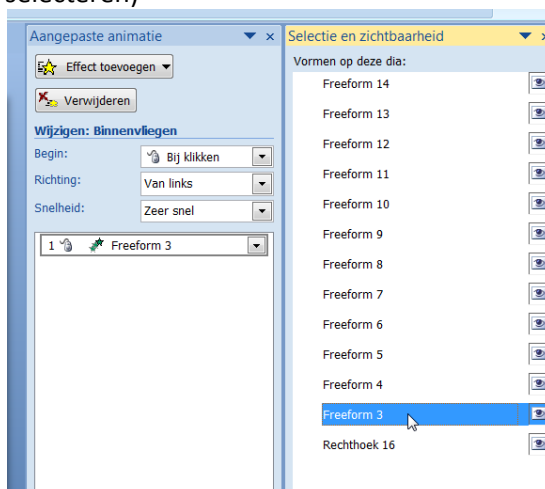 selecteren)
Aangepaste animatie
Effect toevoegen
Verwijderen
Wijzigen: Binnenvliegen
Begin: Bij klikken
Richting: Van links
Snelheid: Zeer snel
1 Freeform 3
Selectie en zichtbaarheid
Vormen op deze dia:
Freeform 14
Freeform 13
Freeform 12
Freeform 11
Freeform 10
Freeform 9
Freeform 8
Freeform 7
Freeform 6
Freeform 5
Freeform 4
Freeform 3
Rechthoek 16